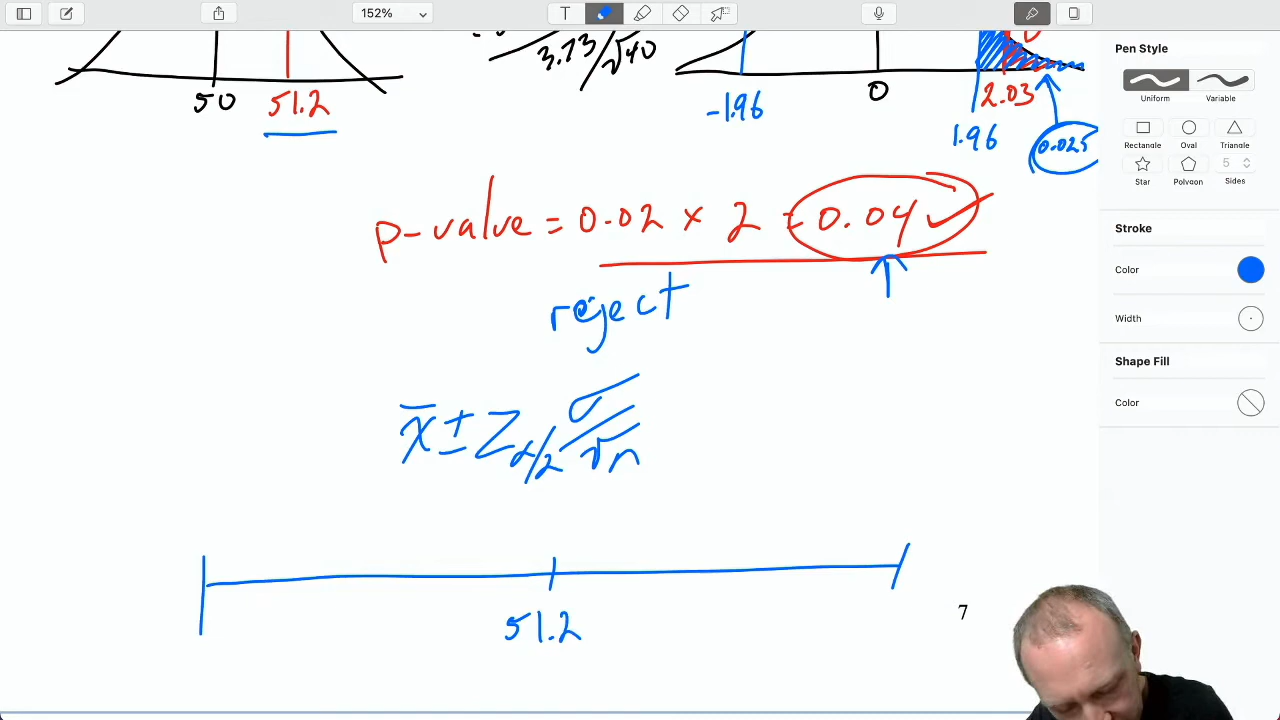 152%
T
Pen Style
Uniform Variable
Rectangle Oval Triangle
Star Polygon 5 Sides
Stroke
Color
Width
Shape Fill
Color
3.73/√40
50 51.2
-1.96 0 2.03
1.96 0.025
p-value = 0.02 × 2 = 0.04 ✓
reject
x̄ ± Z α/2 σ/√n
51.2
7